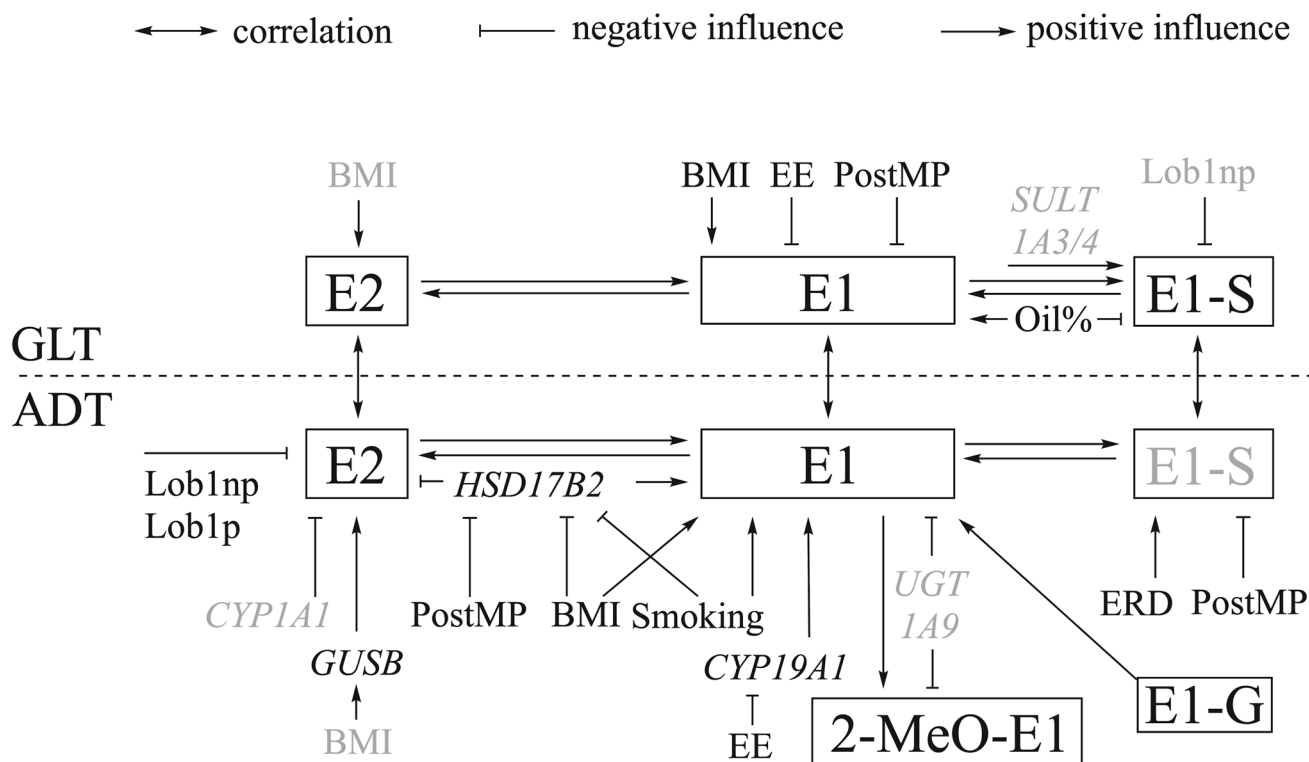 correlation negative influence positive influence
BMI BMI EE PostMP Lob1np
SULT
1A3/4
E2 E1 E1-S
Oil%
GLT
ADT
E2 E1 E1-S
HSD17B2
Lob1np
Lob1p
CYP1A1 PostMP BMI Smoking UGT ERD PostMP
1A9
GUSB CYP19A1
E1-G
BMI EE 2-MeO-E1